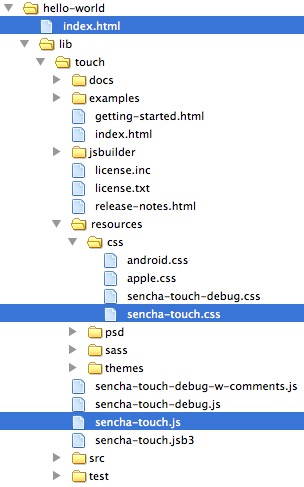 hello-world
index.html
lib
touch
docs
examples
getting-started.html
index.html
jsbuilder
license.inc
license.txt
release-notes.html
resources
css
android.css
apple.css
sencha-touch-debug.css
sencha-touch.css
psd
sass
themes
sencha-touch-debug-w-comments.js
sencha-touch-debug.js
sencha-touch.js
sencha-touch.jsb3
src
test